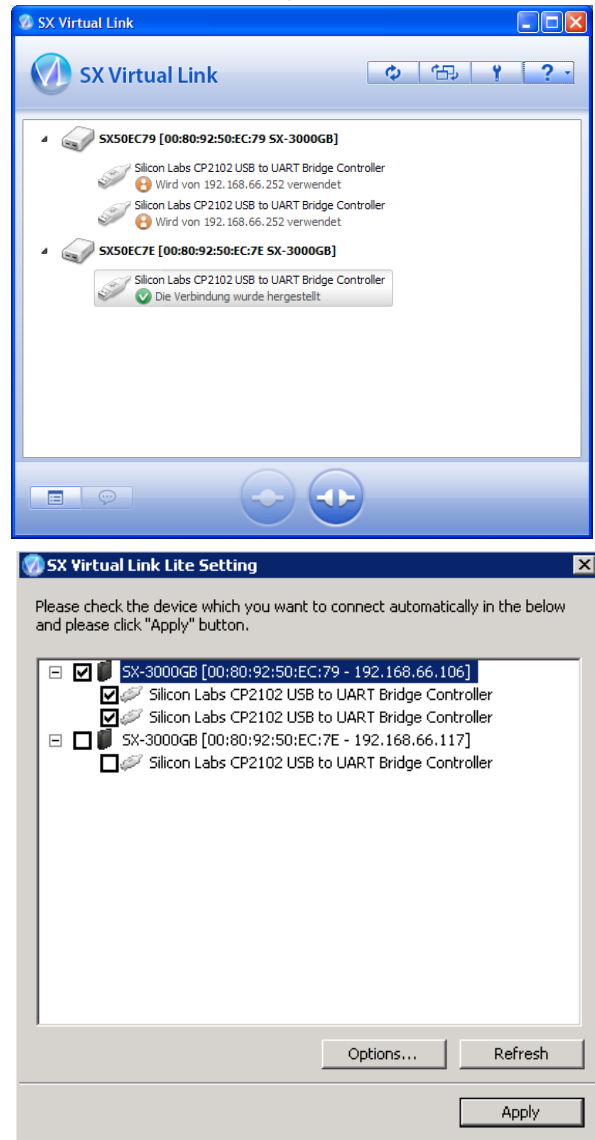 SX Virtual Link
SX Virtual Link
?
SX50EC79 [00:80:92:50:EC:79 SX-3000GB]
Silicon Labs CP2102 USB to UART Bridge Controller
Wird von 192.168.66.252 verwendet
Silicon Labs CP2102 USB to UART Bridge Controller
Wird von 192.168.66.252 verwendet
SX50EC7E [00:80:92:50:EC:7E SX-3000GB]
Silicon Labs CP2102 USB to UART Bridge Controller
Die Verbindung wurde hergestellt
SX Virtual Link Lite Setting
Please check the device which you want to connect automatically in the below
and please click "Apply" button.
SX-3000GB [00:80:92:50:EC:79 - 192.168.66.106]
Silicon Labs CP2102 USB to UART Bridge Controller
Silicon Labs CP2102 USB to UART Bridge Controller
SX-3000GB [00:80:92:50:EC:7E - 192.168.66.117]
Silicon Labs CP2102 USB to UART Bridge Controller
Options... Refresh
Apply